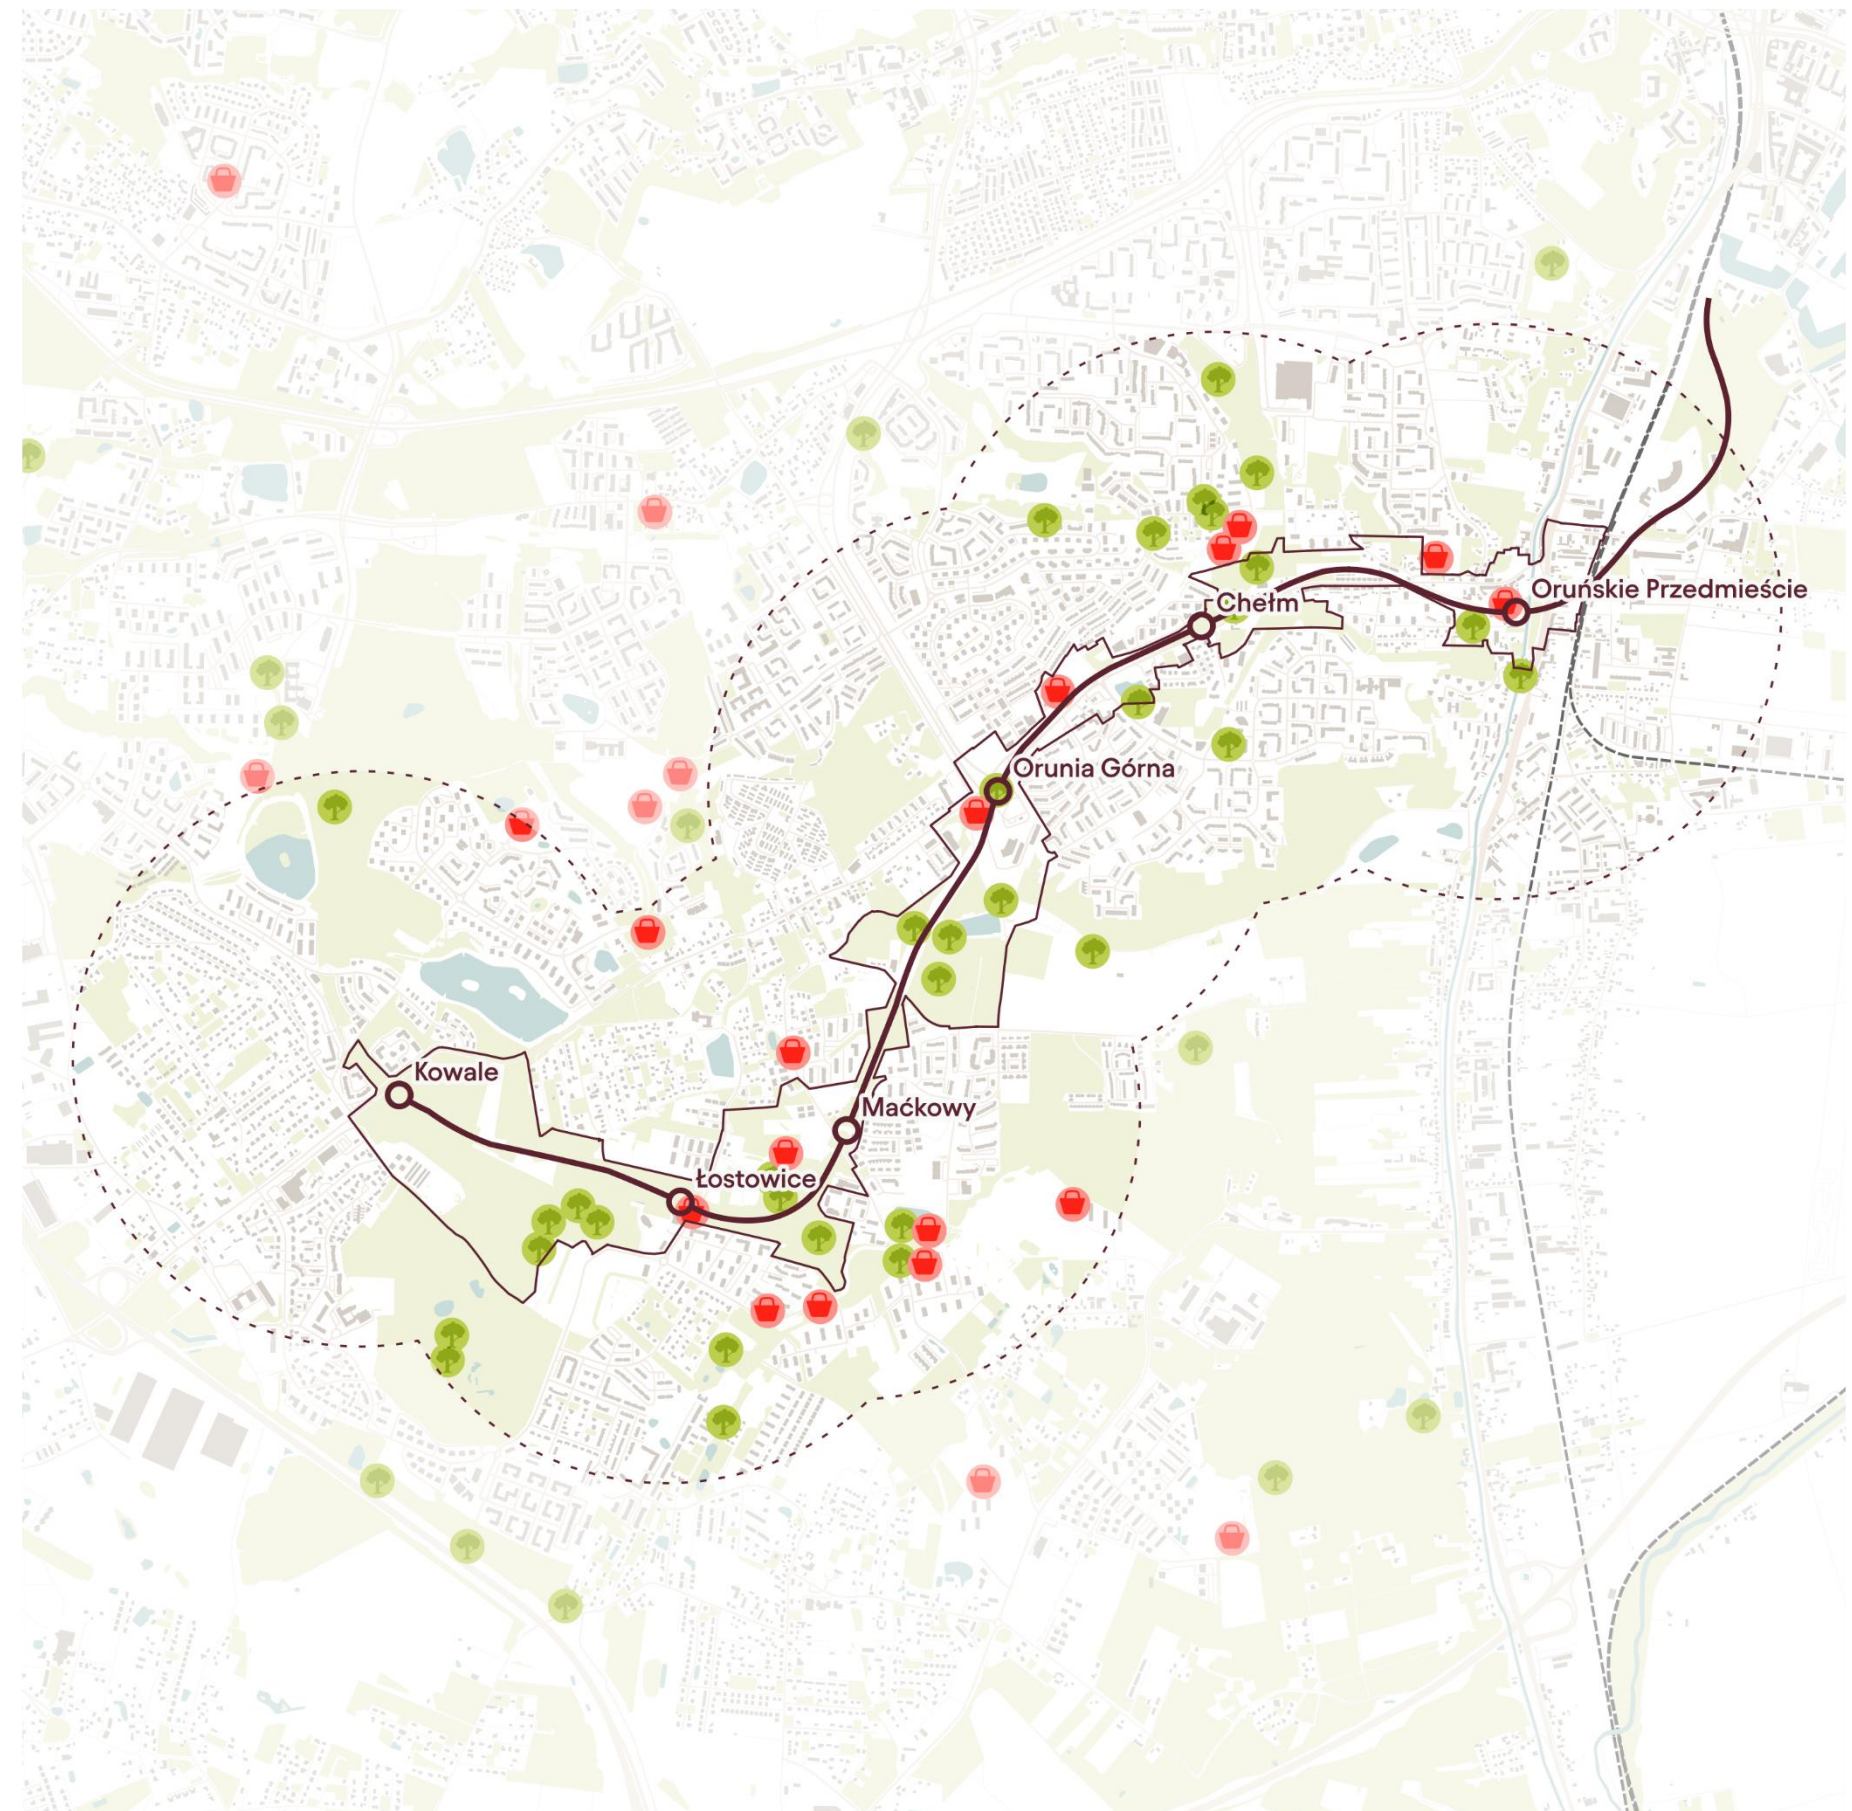 Oruńskie Przedmieście
Chełm
Orunia Górna
Kowale
Maćkowy
Łostowice